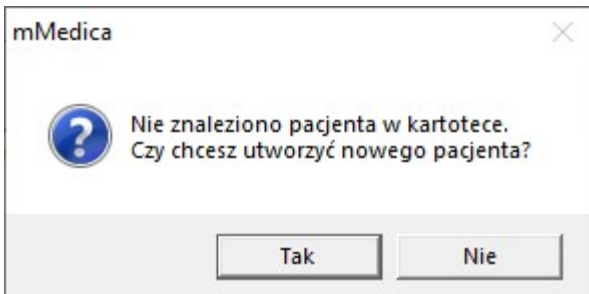 mMedica
Nie znaleziono pacjenta w kartotece.
Czy chcesz utworzyć nowego pacjenta?
Tak
Nie